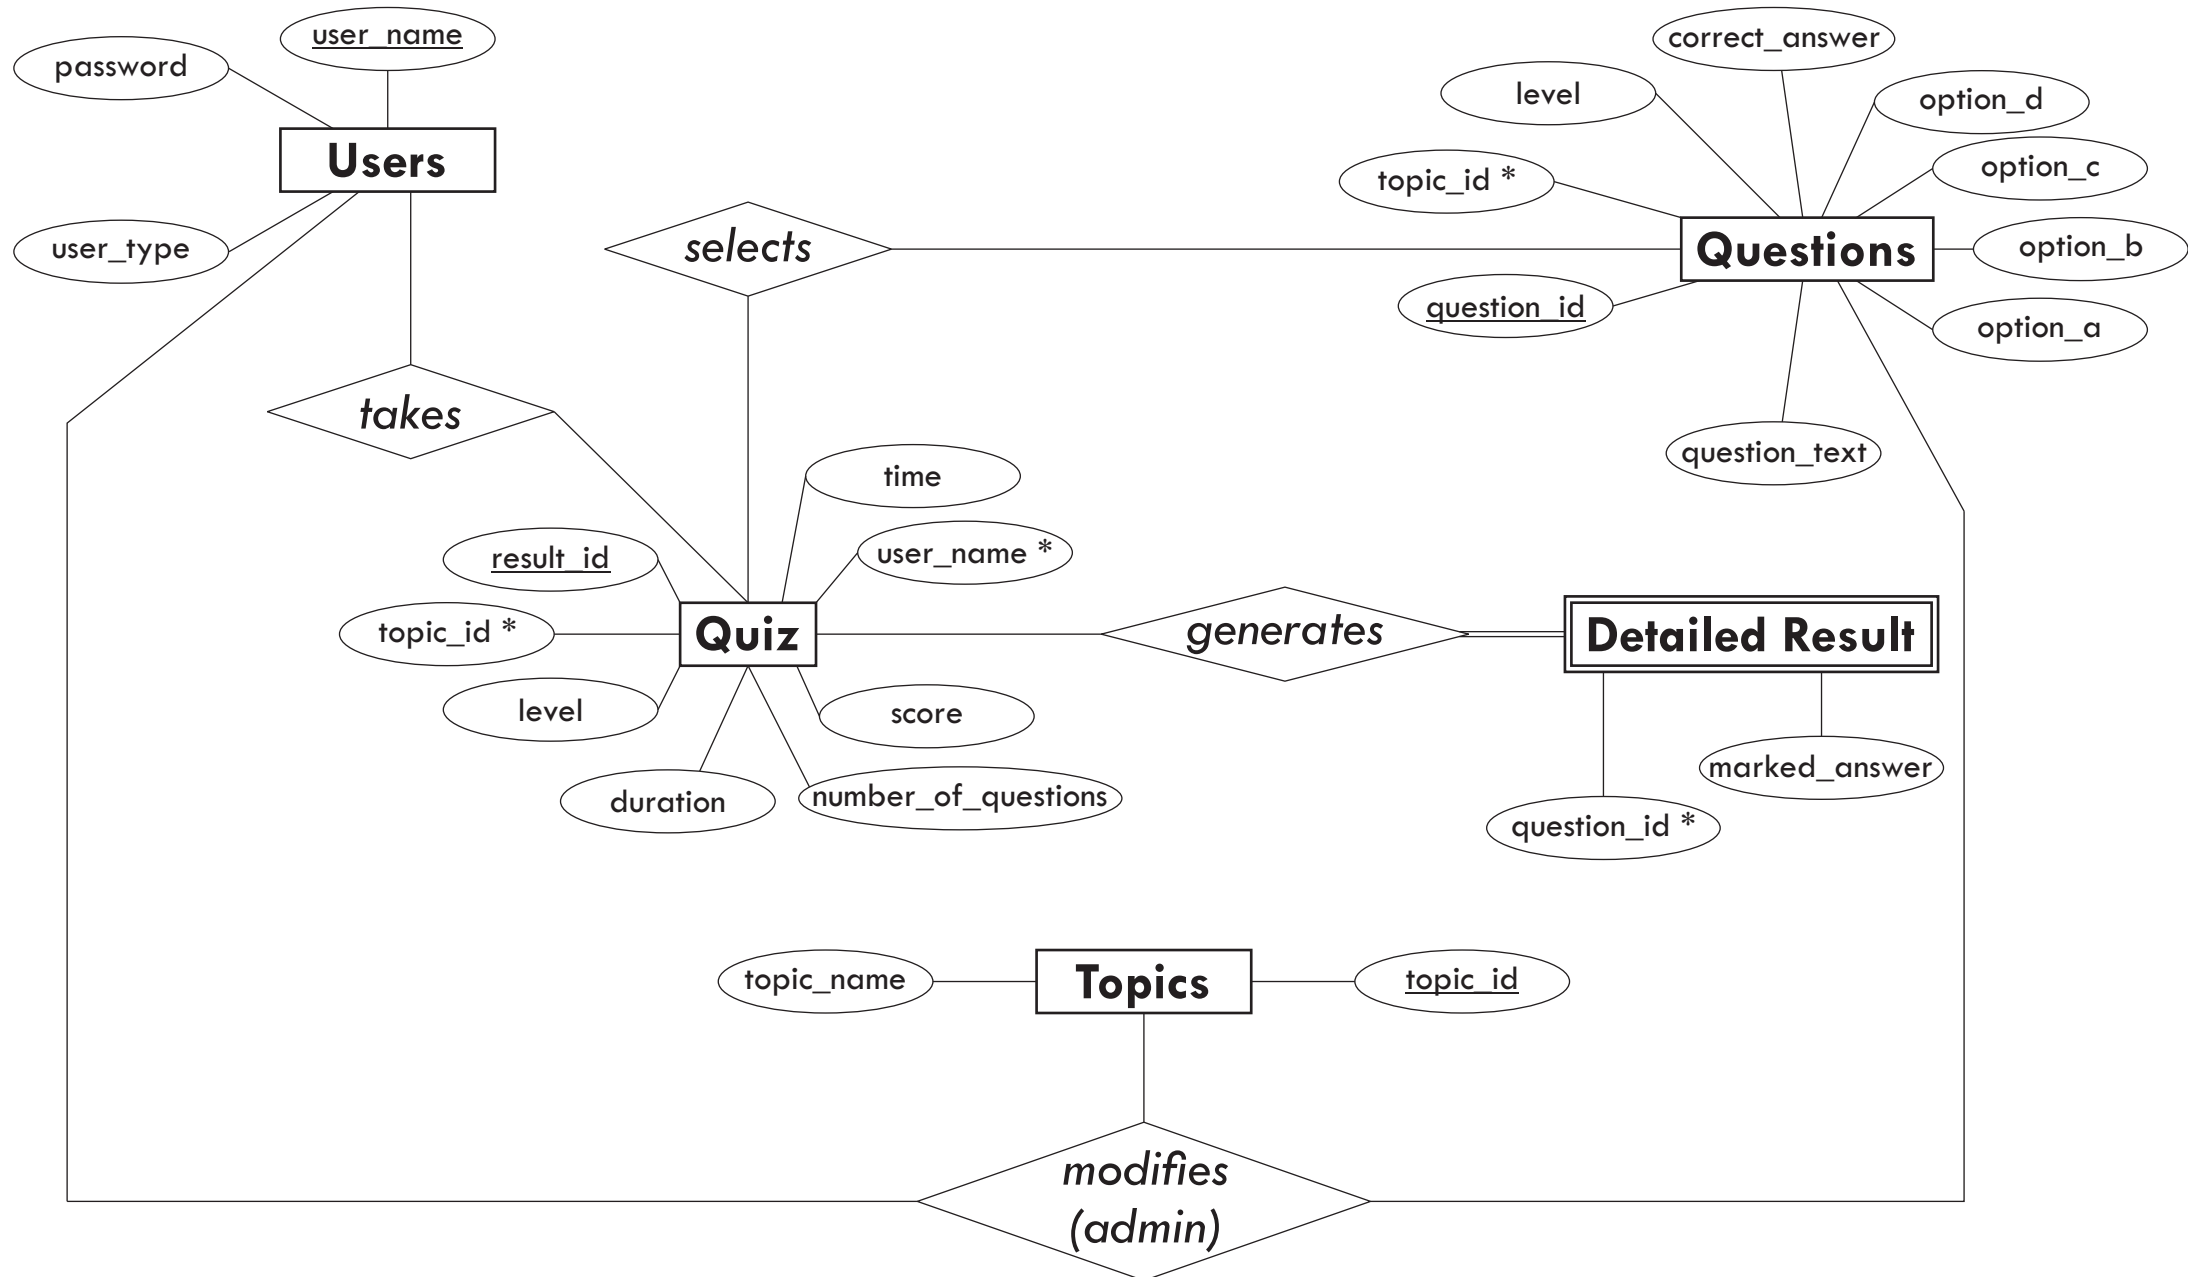 user_name
password
Users
user_type
correct_answer
level
option_d
topic_id *
option_c
selects
Questions
option_b
question_id
option_a
takes
question_text
time
result_id
user_name *
topic_id *
Quiz
generates
Detailed Result
level
score
duration
number_of_questions
marked_answer
question_id *
topic_name
Topics
topic_id
modifies
(admin)